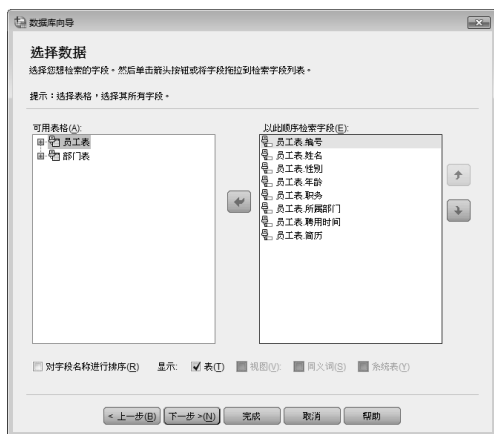 数据库向导
选择数据
选择您想检索的字段。然后单击箭头按钮或将字段拖拉到检索字段列表。
提示:选择表格,选择其所有字段。
可用表格(A):
员工表
部门表
以此顺序检索字段(E):
员工表.编号
员工表.姓名
员工表.性别
员工表.年龄
员工表.职务
员工表.所属部门
员工表.聘用时间
员工表.简历
对字段名称进行排序(R) 显示: 表(T) 视图(V): 同义词(S) 系统表(Y)
< 上一步(B) 下一步 >(N) 完成 取消 帮助